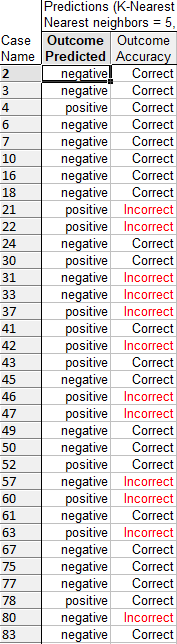 Predictions (K-Nearest
Nearest neighbors = 5,
Case Name Outcome Predicted Outcome Accuracy
2 negative Correct
3 negative Correct
4 positive Correct
6 negative Correct
7 negative Correct
10 negative Correct
16 negative Correct
18 negative Correct
21 positive Incorrect
22 positive Incorrect
24 negative Correct
30 positive Correct
31 negative Incorrect
33 negative Incorrect
37 positive Incorrect
41 positive Correct
42 positive Correct
43 positive Correct
45 negative Correct
46 positive Incorrect
47 positive Incorrect
49 negative Correct
50 negative Correct
52 positive Correct
57 negative Incorrect
60 positive Incorrect
61 negative Correct
63 positive Incorrect
67 negative Correct
75 negative Correct
77 negative Correct
78 positive Correct
80 negative Incorrect
83 negative Correct